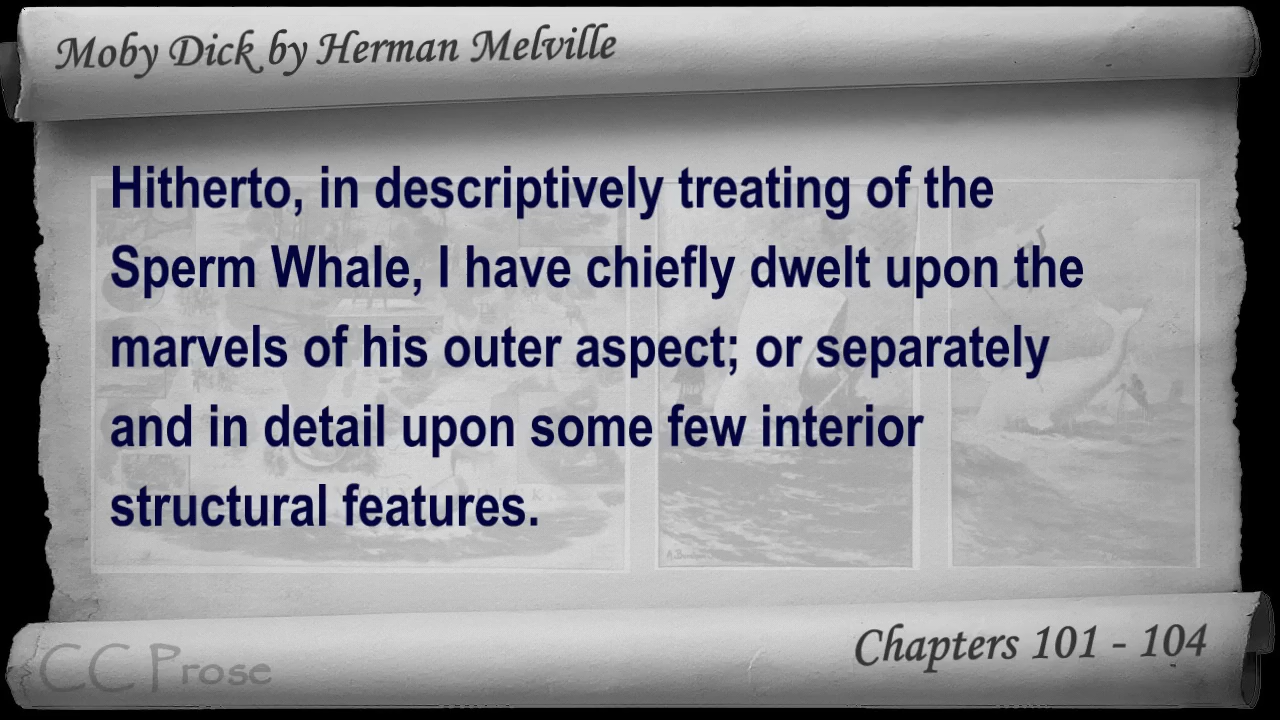 Moby Dick by Herman Melville
Hitherto, in descriptively treating of the
Sperm Whale, I have chiefly dwelt upon the
marvels of his outer aspect; or separately
and in detail upon some few interior
structural features.
Chapters 101 - 104
CC Prose